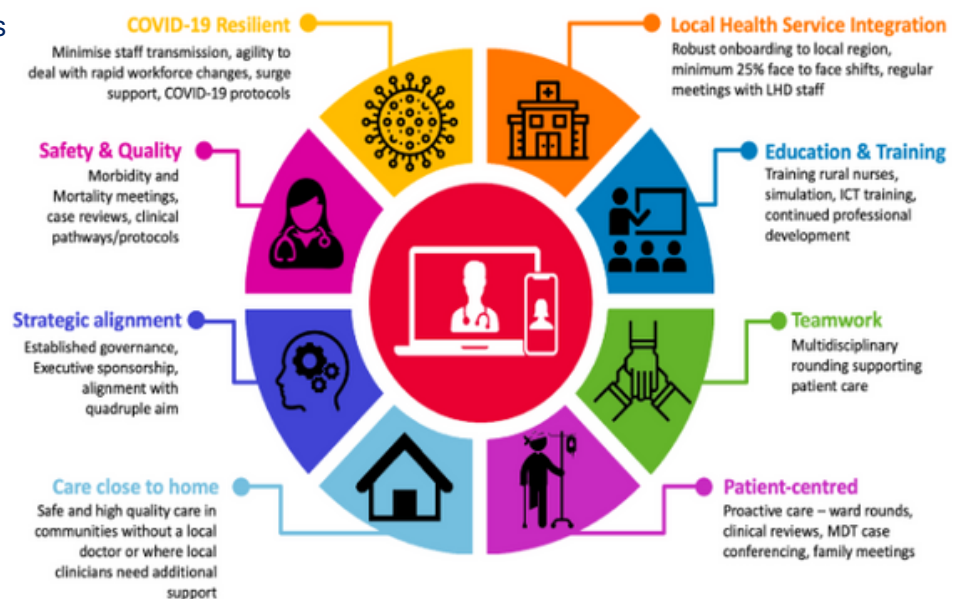 s
COVID-19 Resilient
Minimise staff transmission, agility to
deal with rapid workforce changes, surge
support, COVID-19 protocols
Local Health Service Integration
Robust onboarding to local region,
minimum 25% face to face shifts, regular
meetings with LHD staff
Safety & Quality
Morbidity and
Mortality meetings,
case reviews, clinical
pathways/protocols
Education & Training
Training rural nurses,
simulation, ICT training,
continued professional
development
Strategic alignment
Established governance,
Executive sponsorship,
alignment with
quadruple aim
Teamwork
Multidisciplinary
rounding supporting
patient care
Care close to home
Safe and high quality care in
communities without a local
doctor or where local
clinicians need additional
support
Patient-centred
Proactive care – ward rounds,
clinical reviews, MDT case
conferencing, family meetings